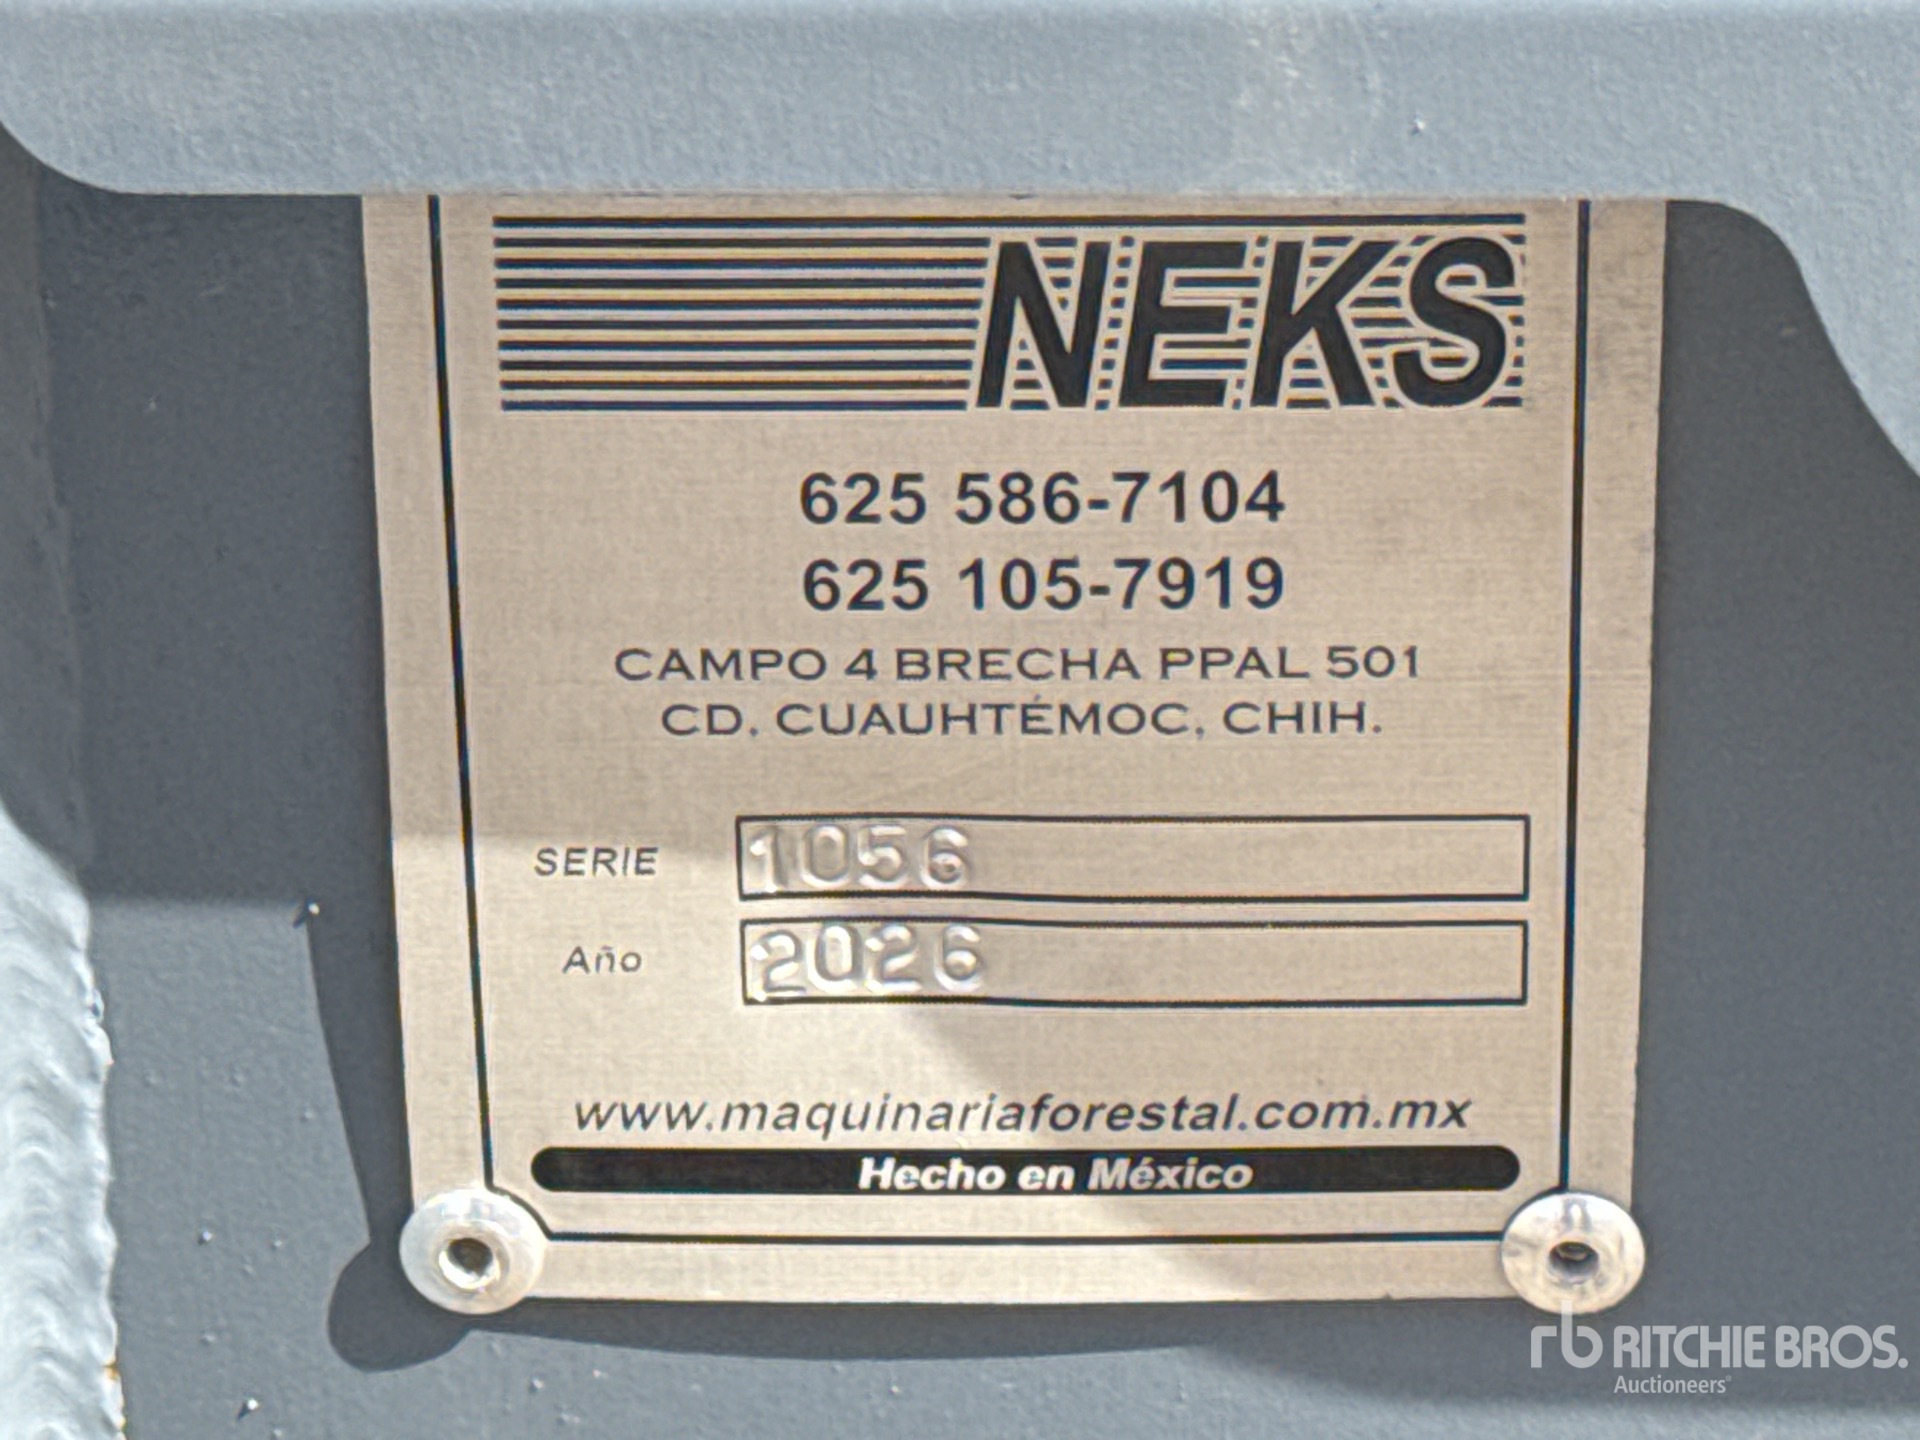 NEKS
625 586-7104
625 105-7919
CAMPO 4 BRECHA PPAL 501
CD. CUAUHTÉMOC, CHIH.
SERIE 1056
Año 2026
www.maquinariaforestal.com.mx
Hecho en México
rb RITCHIE BROS.
Auctioneers